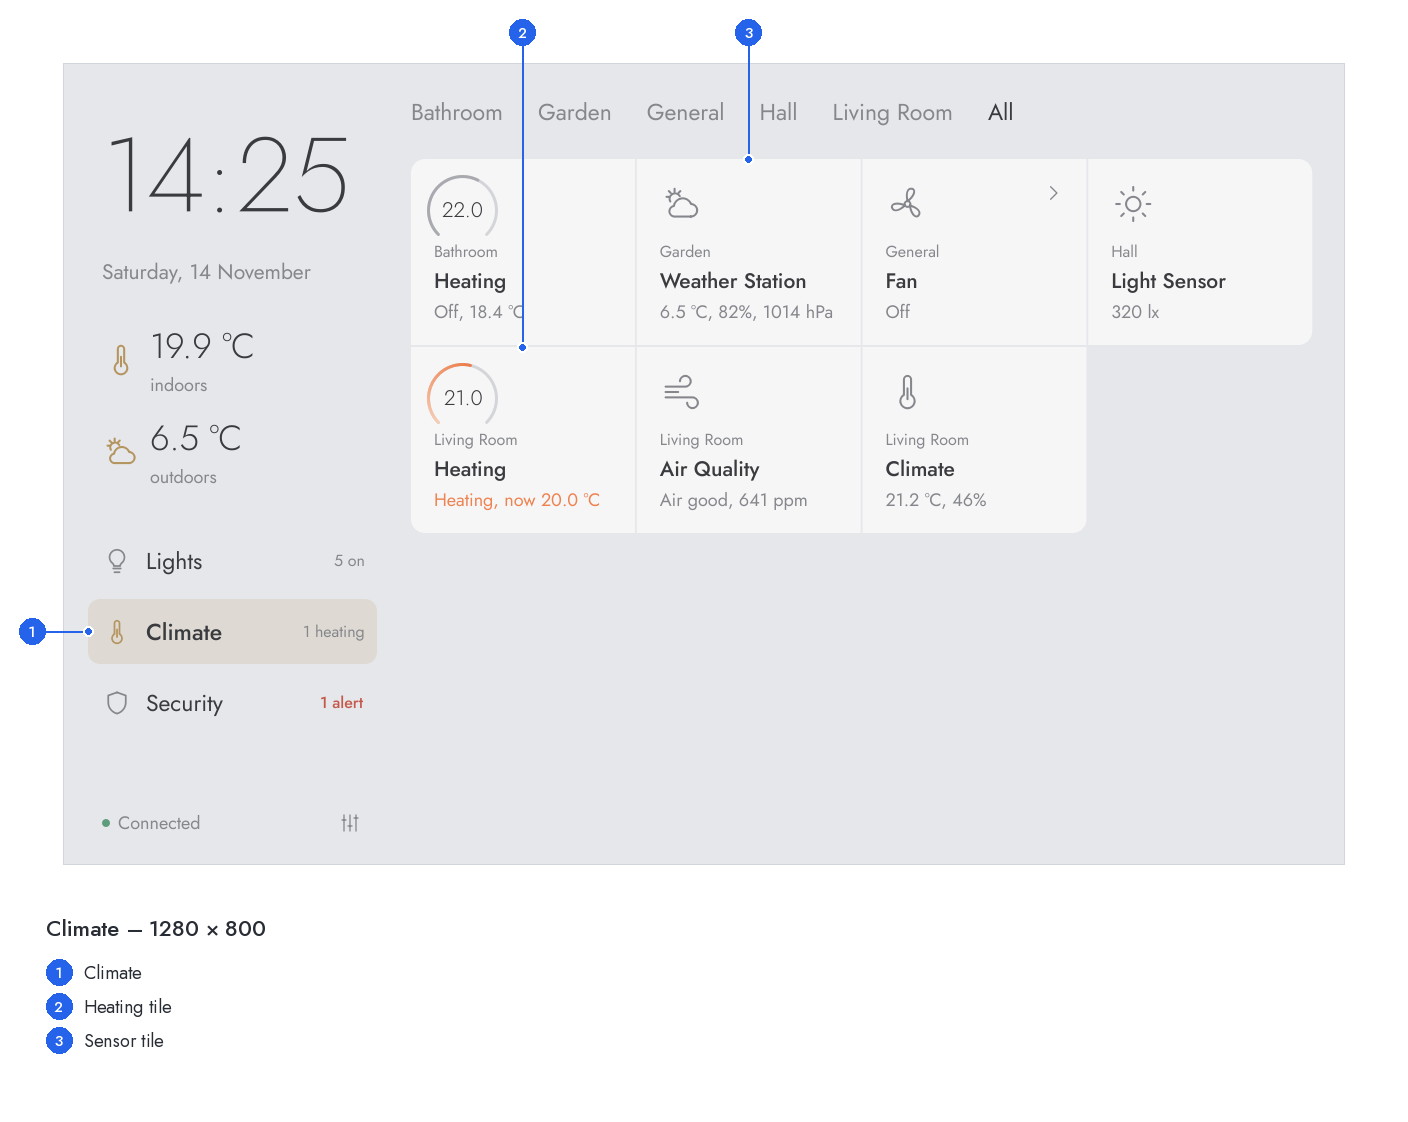 2
3
Bathroom Garden General Hall Living Room All
14:25
Saturday, 14 November
19.9 °C
indoors
6.5 °C
outdoors
Lights 5 on
1
Climate 1 heating
Security 1 alert
Connected
22.0
Bathroom
Heating
Off, 18.4 °C
Garden
Weather Station
6.5 °C, 82%, 1014 hPa
General
Fan
Off
Hall
Light Sensor
320 lx
21.0
Living Room
Heating
Heating, now 20.0 °C
Living Room
Air Quality
Air good, 641 ppm
Living Room
Climate
21.2 °C, 46%
Climate – 1280 × 800
1 Climate
2 Heating tile
3 Sensor tile